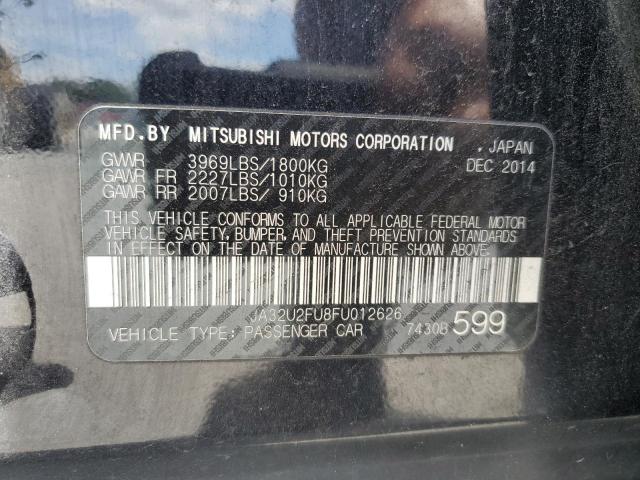 MFD.BY MITSUBISHI MOTORS CORPORATION , JAPAN
GVWR 3969LBS/1800KG DEC 2014
GAWR FR 2227LBS/1010KG
GAWR RR 2007LBS/ 910KG
THIS VEHICLE CONFORMS TO ALL APPLICABLE FEDERAL MOTOR
VEHICLE SAFETY, BUMPER, AND THEFT PREVENTION STANDARDS
IN EFFECT ON THE DATE OF MANUFACTURE SHOWN ABOVE.
JA32U2FU8FU012626
VEHICLE TYPE: PASSENGER CAR 7430B 599